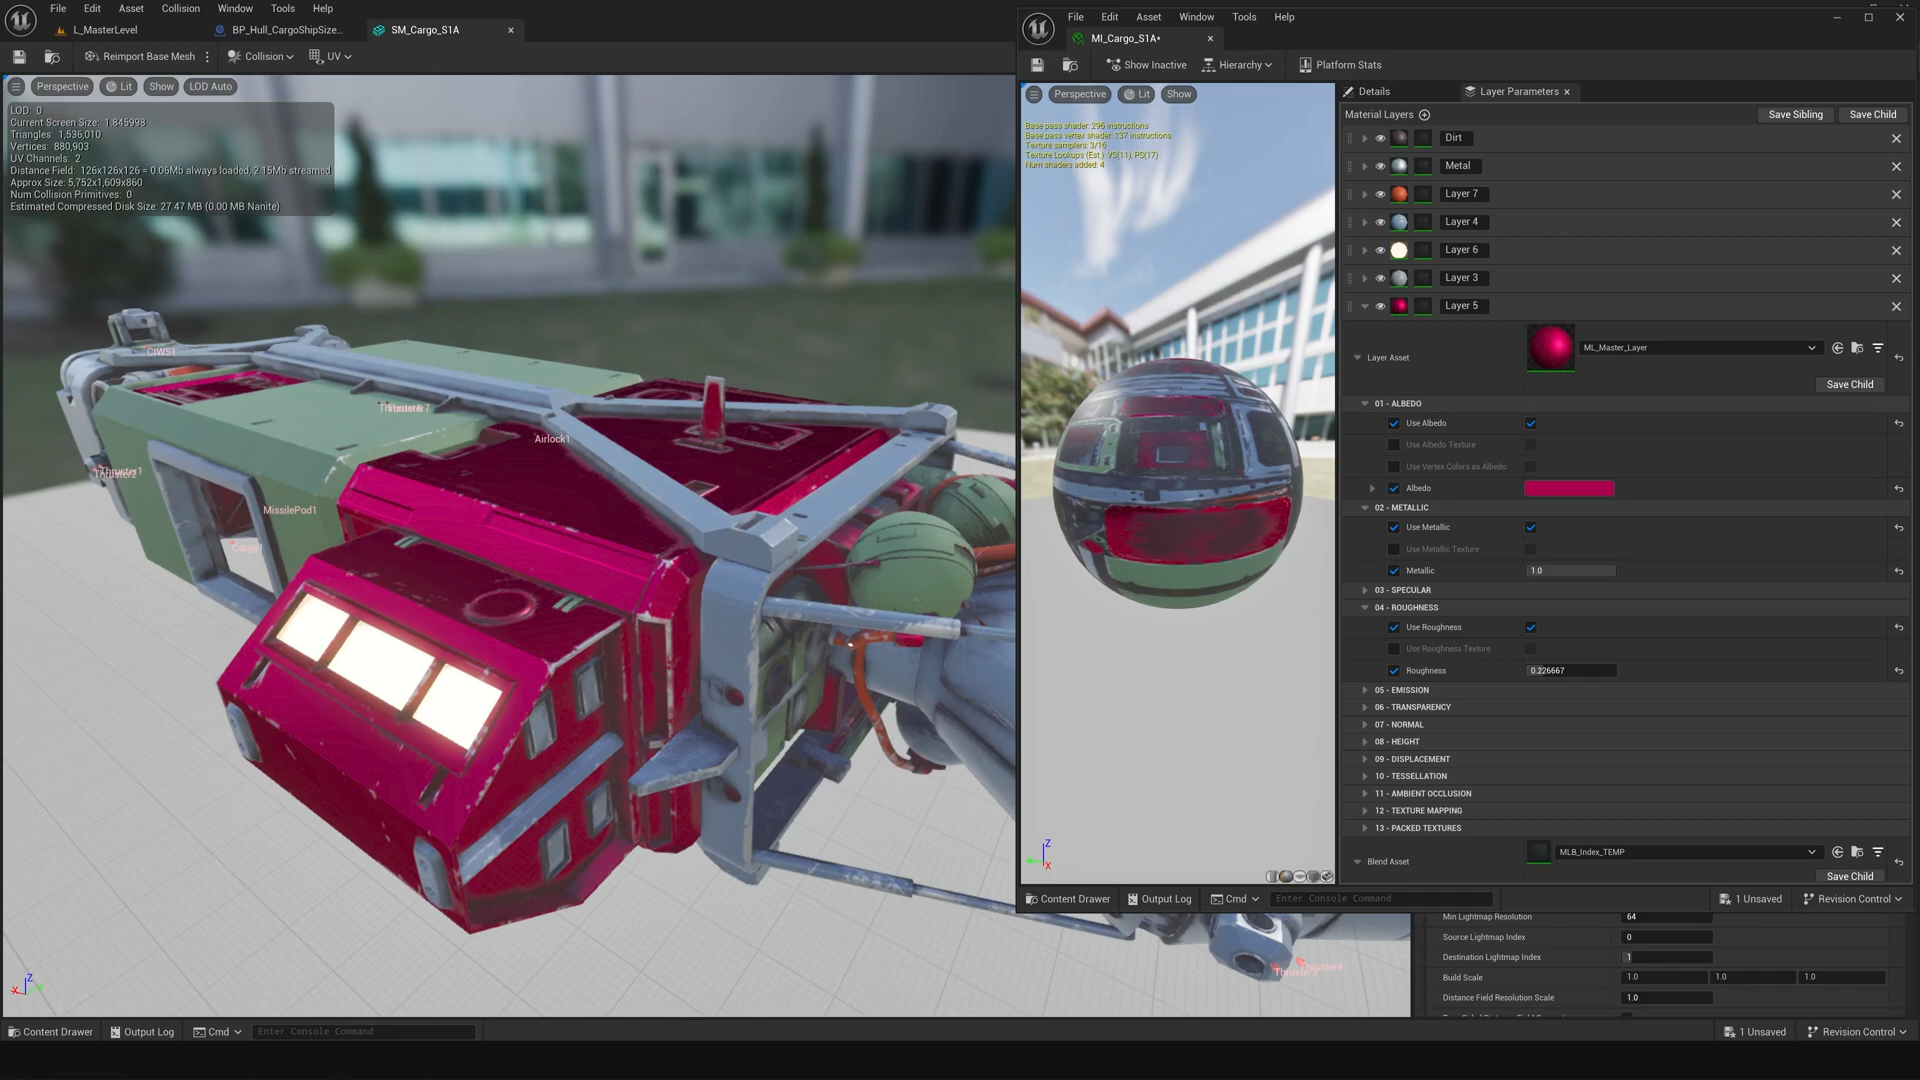 File Edit Asset Collision Window Tools Help
L_MasterLevel
BP_Hull_CargoShipSize...
SM_Cargo_S1A
Reimport Base Mesh
Collision
UV
Perspective
Lit
Show
LOD Auto
LOD: 0
Current Screen Size: 1.845998
Triangles: 1,536,010
Vertices: 880,903
UV Channels: 2
Distance Field: 126x126x126 = 0.06Mb always loaded, 2.15Mb streamed
Approx Size: 5,752x1,609x860
Num Collision Primitives: 0
Estimated Compressed Disk Size: 27.47 MB (0.00 MB Nanite)
CIWS1
Airlock1
Thruster1
Thruster2
MissilePod1
Cargo1
Thruster4
Z
X
Content Drawer
Output Log
Cmd
Enter Console Command
1 Unsaved
Revision Control
File Edit Asset Window Tools Help
MI_Cargo_S1A*
Show Inactive
Hierarchy
Platform Stats
Perspective
Lit
Show
Base pass shader: 296 instructions
Base pass vertex shader: 137 instructions
Texture samplers: 3/16
Texture Lookups (Est.): VS(11), PS(17)
Num shaders added: 4
Z
X
Details
Layer Parameters
Material Layers
Save Sibling
Save Child
Dirt
Metal
Layer 7
Layer 4
Layer 6
Layer 3
Layer 5
Layer Asset
ML_Master_Layer
Save Child
01 - ALBEDO
Use Albedo
Use Albedo Texture
Use Vertex Colors as Albedo
Albedo
02 - METALLIC
Use Metallic
Use Metallic Texture
Metallic
1.0
03 - SPECULAR
04 - ROUGHNESS
Use Roughness
Use Roughness Texture
Roughness
0.226667
05 - EMISSION
06 - TRANSPARENCY
07 - NORMAL
08 - HEIGHT
09 - DISPLACEMENT
10 - TESSELLATION
11 - AMBIENT OCCLUSION
12 - TEXTURE MAPPING
13 - PACKED TEXTURES
Blend Asset
MLB_Index_TEMP
Save Child
Content Drawer
Output Log
Cmd
Enter Console Command
1 Unsaved
Revision Control
Min Lightmap Resolution
64
Source Lightmap Index
0
Destination Lightmap Index
1
Build Scale
1.0
1.0
1.0
Distance Field Resolution Scale
1.0